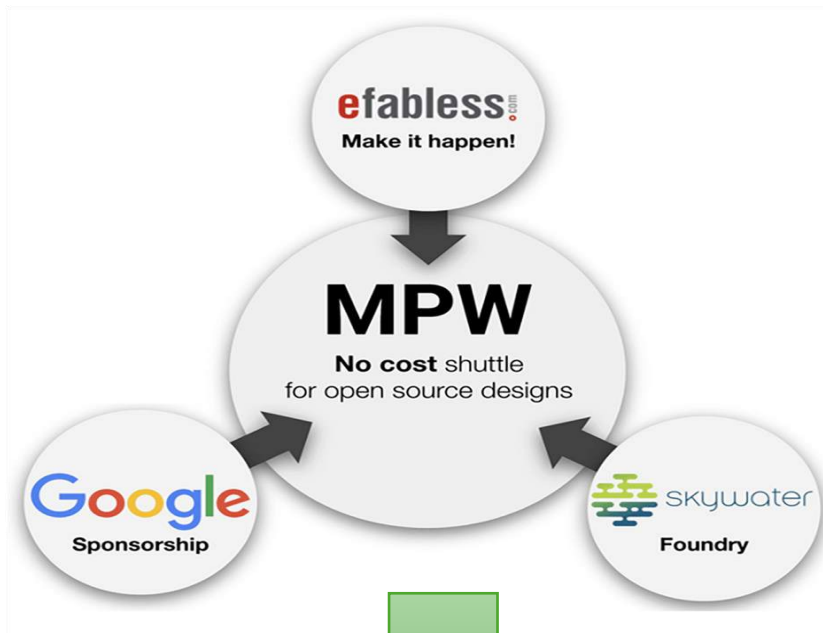 efabless.com
Make it happen!
MPW
No cost shuttle
for open source designs
Google
Sponsorship
skywater
Foundry